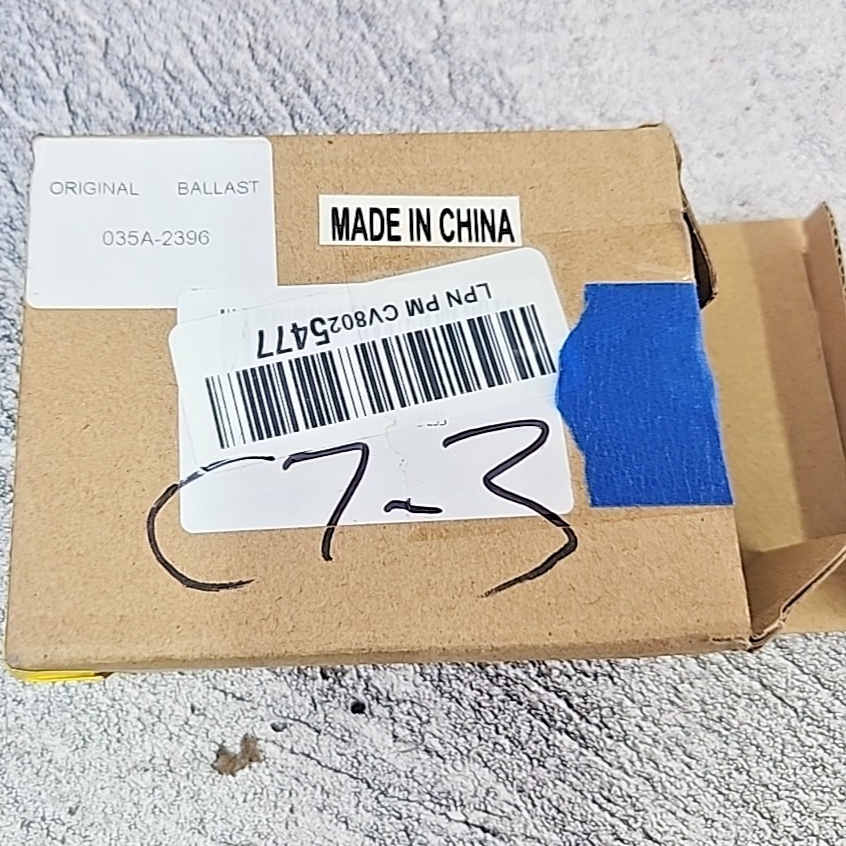 ORIGINAL BALLAST
035A-2396
MADE IN CHINA
LPN PM CV8025477
C7-3